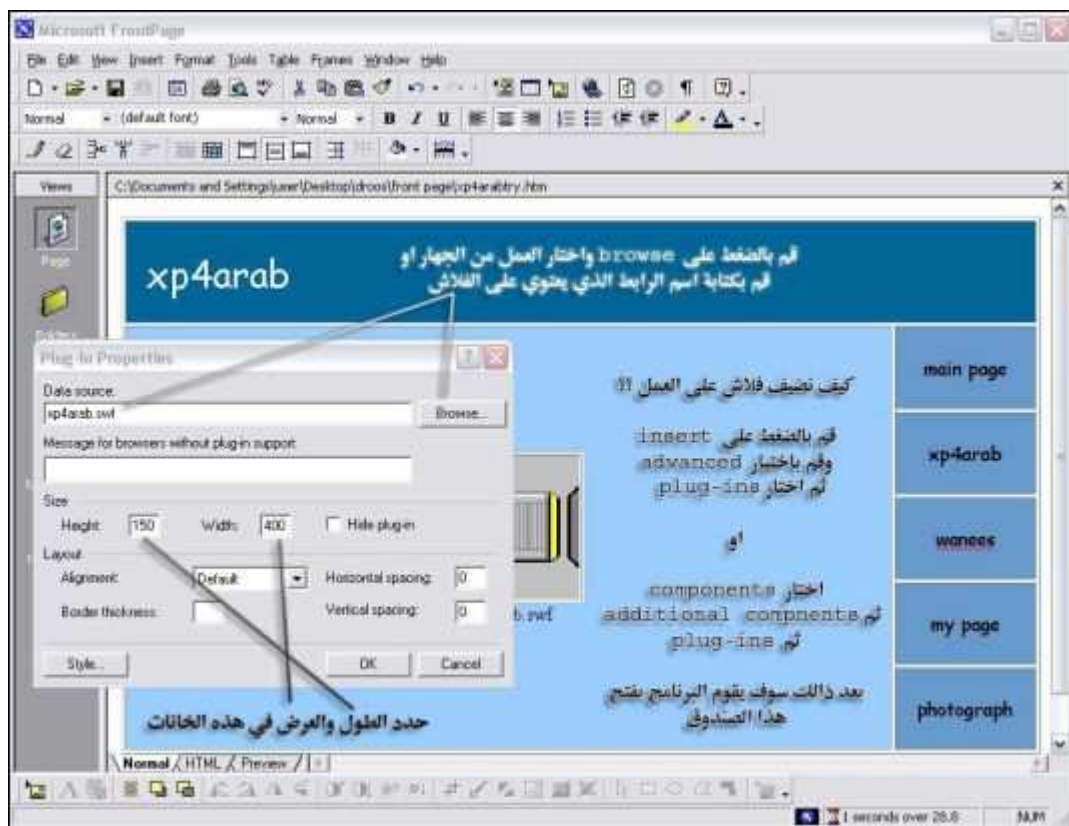 Microsoft FrontPage
File Edit View Insert Format Tools Table Frames Window Help
Normal (default font) Normal B I U A
Views
C:\Documents and Settings\user\Desktop\droos\front page\xp4arabtry.htm
Page
Folders
xp4arab
قم بالضغط على browse واختار العمل من الجهار او
قم بكتابة اسم الرابط الذي يحتوي على الفلاش
Plug-In Properties
Data source:
xp4arab.swf
Browse...
Message for browsers without plug-in support:
Size
Height: 150 Width: 400 Hide plug-in
Layout
Alignment: Default Horizontal spacing: 0
Border thickness: Vertical spacing: 0
Style... OK Cancel
b.swf
حدد الطول والعرض في هذه الخانات
كيف نضيف فلاش على العمل ؟!
قم بالضغط على insert
وقم باختيار advanced
ثم اختار plug-ins
او
اختار components
ثم additional compnents
ثم plug-ins
بعد ذالك سوف يقوم البرنامج بفتح
هذا الصندوق
main page
xp4arab
wanees
my page
photograph
Normal HTML Preview
1 seconds over 28.8 NUM